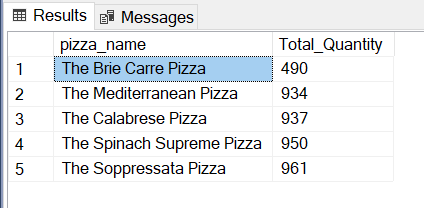 Results Messages
pizza_name Total_Quantity
1 The Brie Carre Pizza 490
2 The Mediterranean Pizza 934
3 The Calabrese Pizza 937
4 The Spinach Supreme Pizza 950
5 The Soppressata Pizza 961